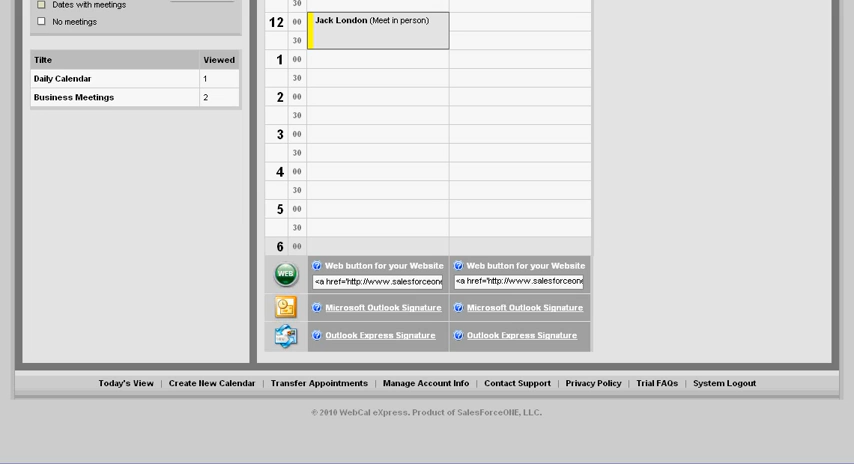 Dates with meetings
No meetings
Tilte Viewed
Daily Calendar 1
Business Meetings 2
30
12 00 Jack London (Meet in person)
30
1 00
30
2 00
30
3 00
30
4 00
30
5 00
30
6 00
WEB Web button for your Website Web button for your Website
<a href='http://www.salesforceone <a href='http://www.salesforceone
Microsoft Outlook Signature Microsoft Outlook Signature
Outlook Express Signature Outlook Express Signature
Today's View | Create New Calendar | Transfer Appointments | Manage Account Info | Contact Support | Privacy Policy | Trial FAQs | System Logout
© 2010 WebCal eXpress. Product of SalesForceONE, LLC.